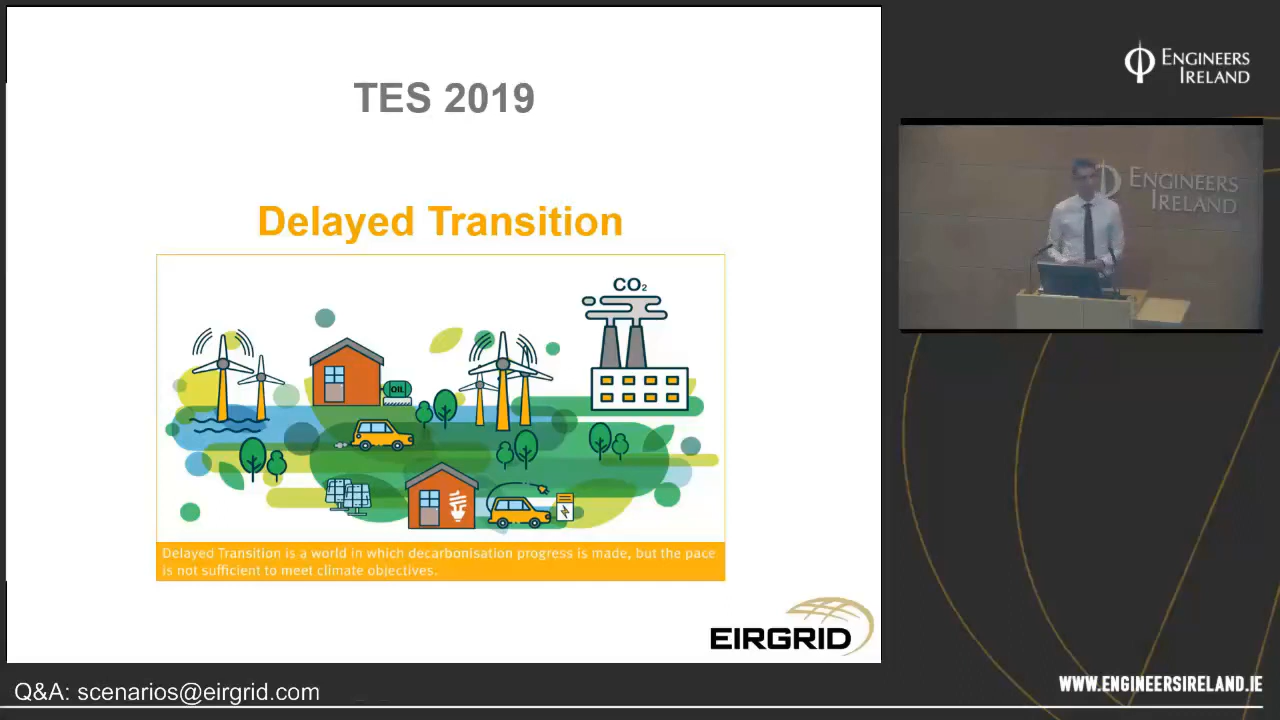 TES 2019
Delayed Transition
CO₂
OIL
Delayed Transition is a world in which decarbonisation progress is made, but the pace
is not sufficient to meet climate objectives.
EIRGRID
ENGINEERS
IRELAND
ENGINEERS
IRELAND
Q&A: scenarios@eirgrid.com
WWW.ENGINEERSIRELAND.IE